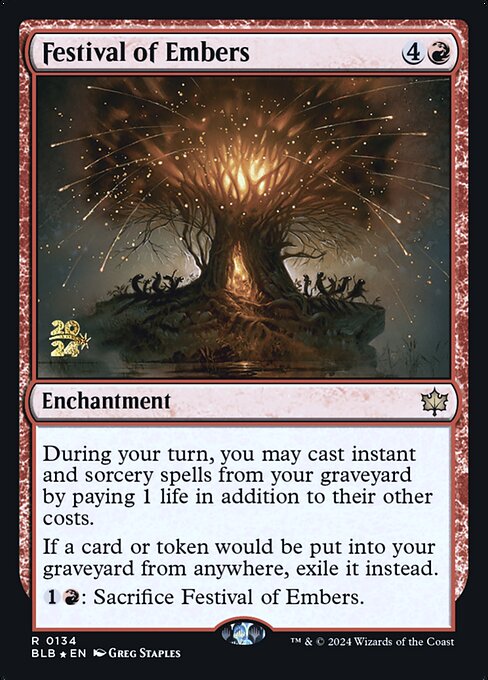 Festival of Embers 4
2024
Enchantment
During your turn, you may cast instant
and sorcery spells from your graveyard
by paying 1 life in addition to their other
costs.
If a card or token would be put into your
graveyard from anywhere, exile it instead.
1 : Sacrifice Festival of Embers.
R 0134
BLB ★ EN Greg Staples
™ & © 2024 Wizards of the Coast